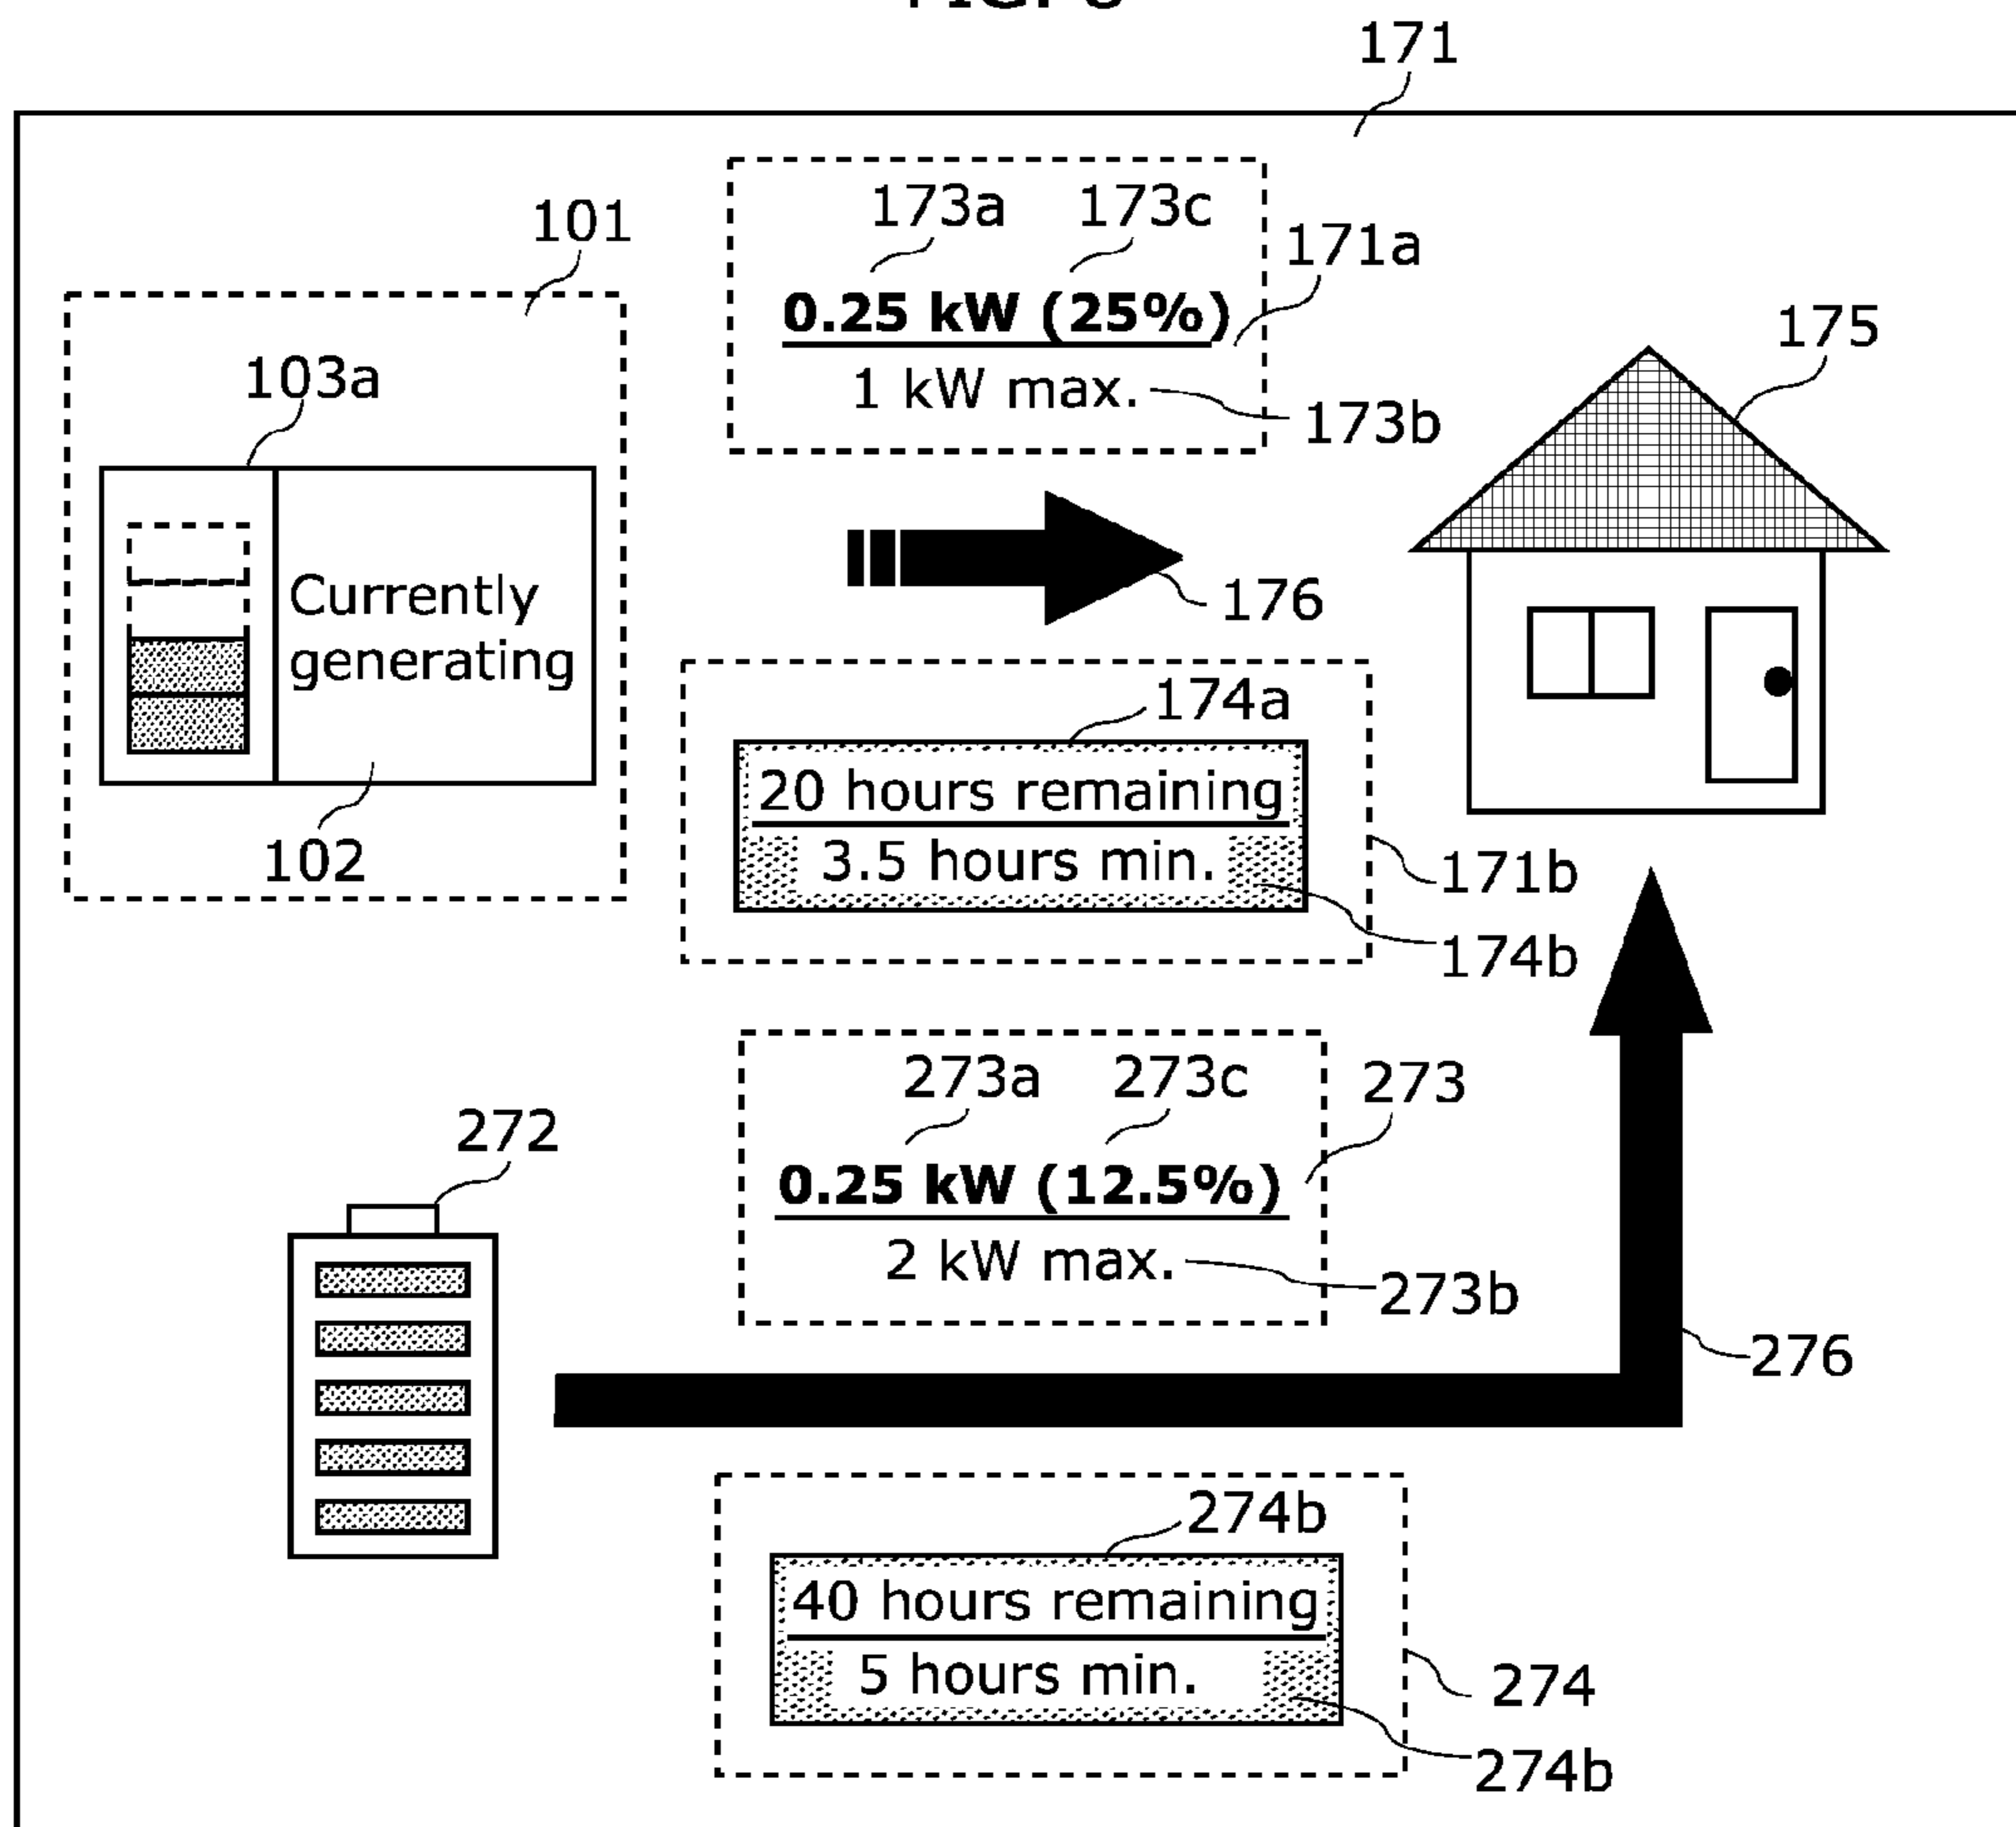 171
101
173a 173c
171a
0.25 kW (25%)
1 kW max.
173b
175
103a
Currently
generating
102
176
174a
20 hours remaining
3.5 hours min.
171b
174b
273a 273c
273
0.25 kW (12.5%)
2 kW max.
273b
272
276
274b
40 hours remaining
5 hours min.
274
274b